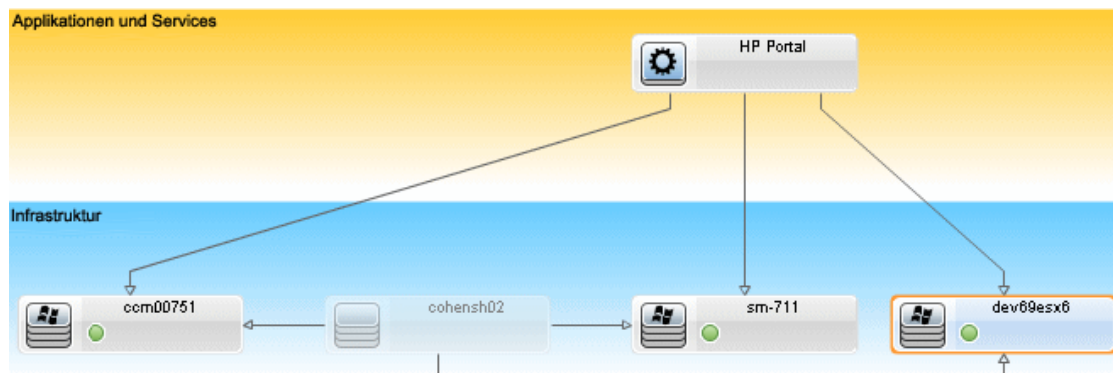 Applikationen und Services
HP Portal
Infrastruktur
ccm00751
cohensh02
sm-711
dev69esx6